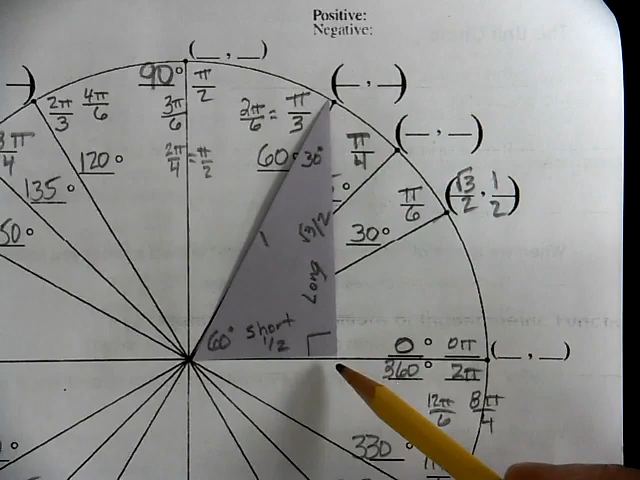 Positive:
Negative:
(__ , __)
90° π/2
3π/6
2π/4 = π/2
(__ , __)
2π/6 = π/3
60°
30°
)
2π/3 4π/6
120°
3π/4
135°
50°
(__ , __)
π/4
(√3/2 , 1/2)
π/6
30°
1
√3/2
Long
60° short
1/2
0° 0π
360° 2π
(__ , __)
12π/6 8π/4
330°